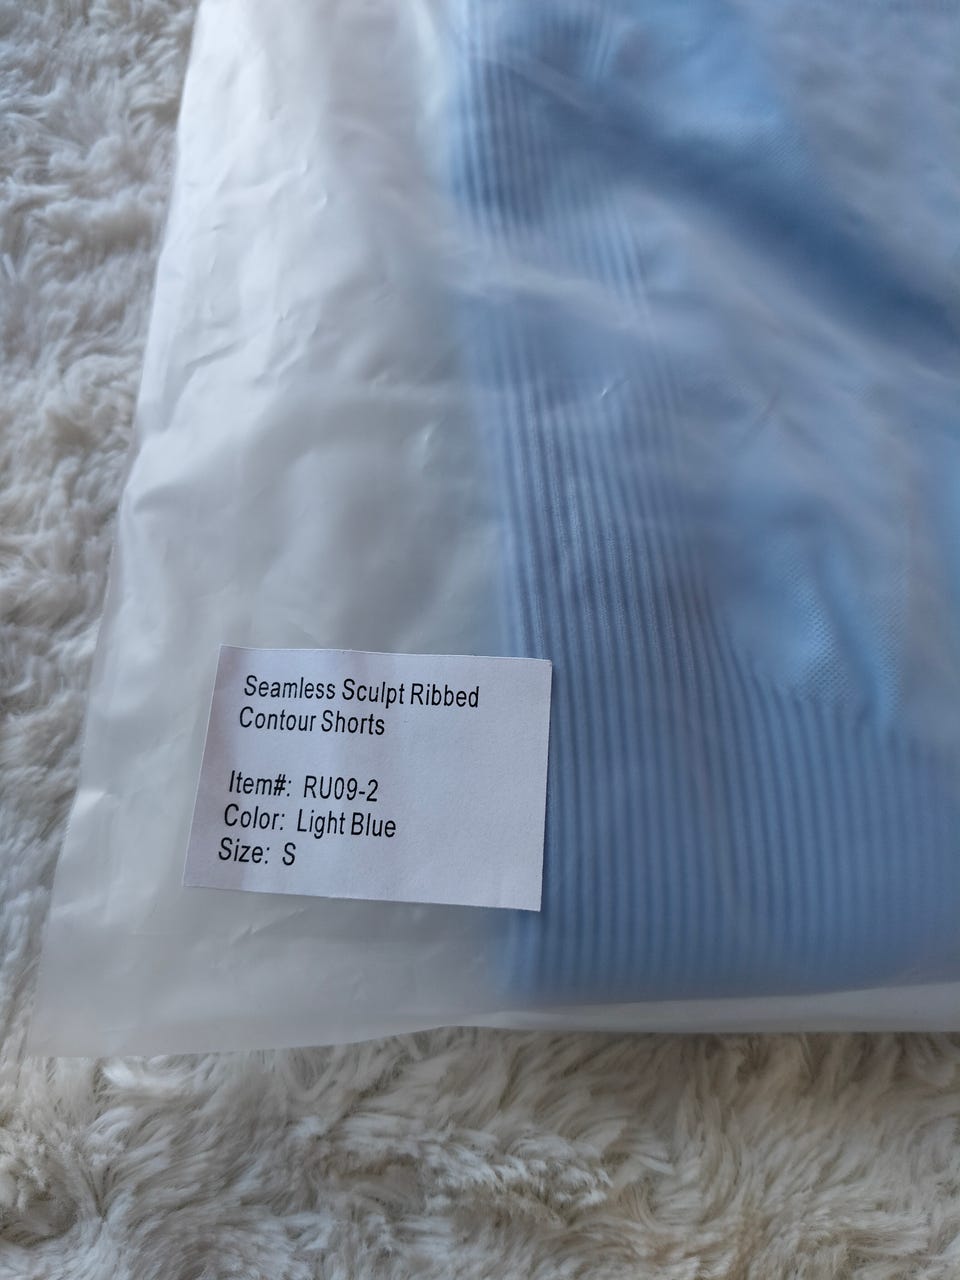 Seamless Sculpt Ribbed
Contour Shorts
Item#: RU09-2
Color: Light Blue
Size: S